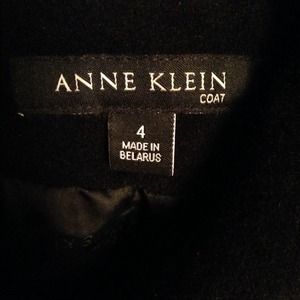 ANNE KLEIN
COAT
4
MADE IN
BELARUS